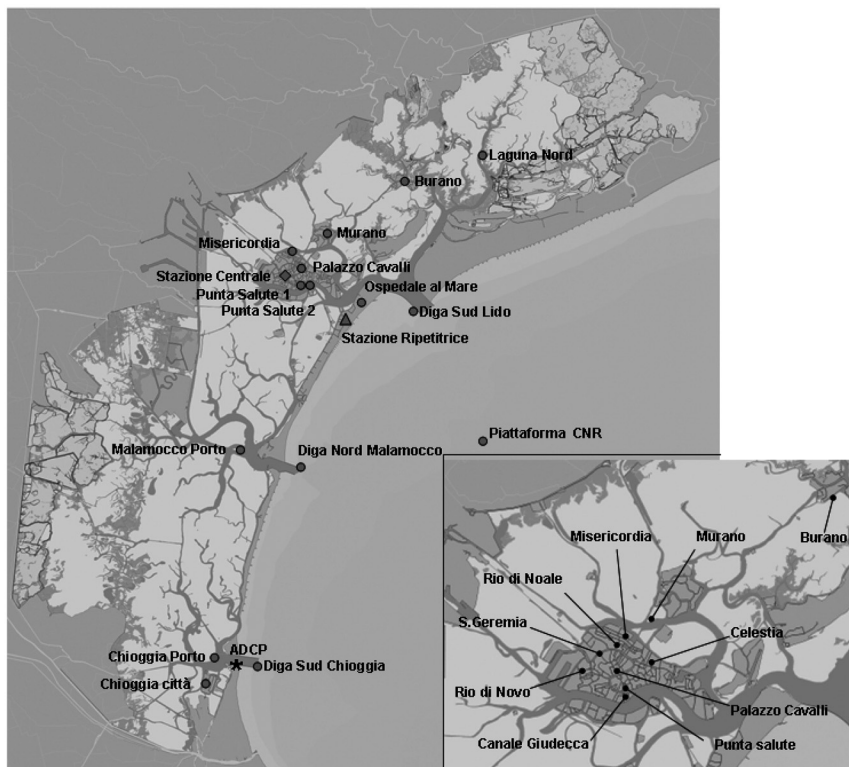 Laguna Nord
Burano
Murano
Misericordia
Palazzo Cavalli
Stazione Centrale
Punta Salute 1
Ospedale al Mare
Punta Salute 2
Diga Sud Lido
Stazione Ripetitrice
Piattaforma CNR
Malamocco Porto
Diga Nord Malamocco
ADCP
Chioggia Porto
Diga Sud Chioggia
Chioggia città
Misericordia
Murano
Burano
Rio di Noale
S.Geremia
Celestia
Rio di Novo
Palazzo Cavalli
Canale Giudecca
Punta salute